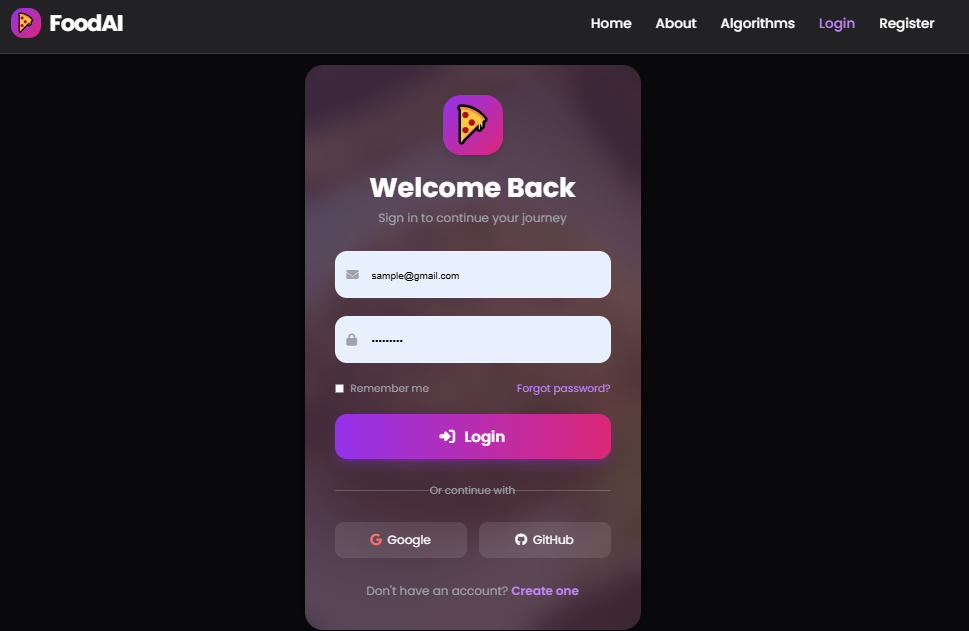 FoodAI Home About Algorithms Login Register
Welcome Back
Sign in to continue your journey
sample@gmail.com
•••••••••
Remember me Forgot password?
Login
Or continue with
Google GitHub
Don't have an account? Create one